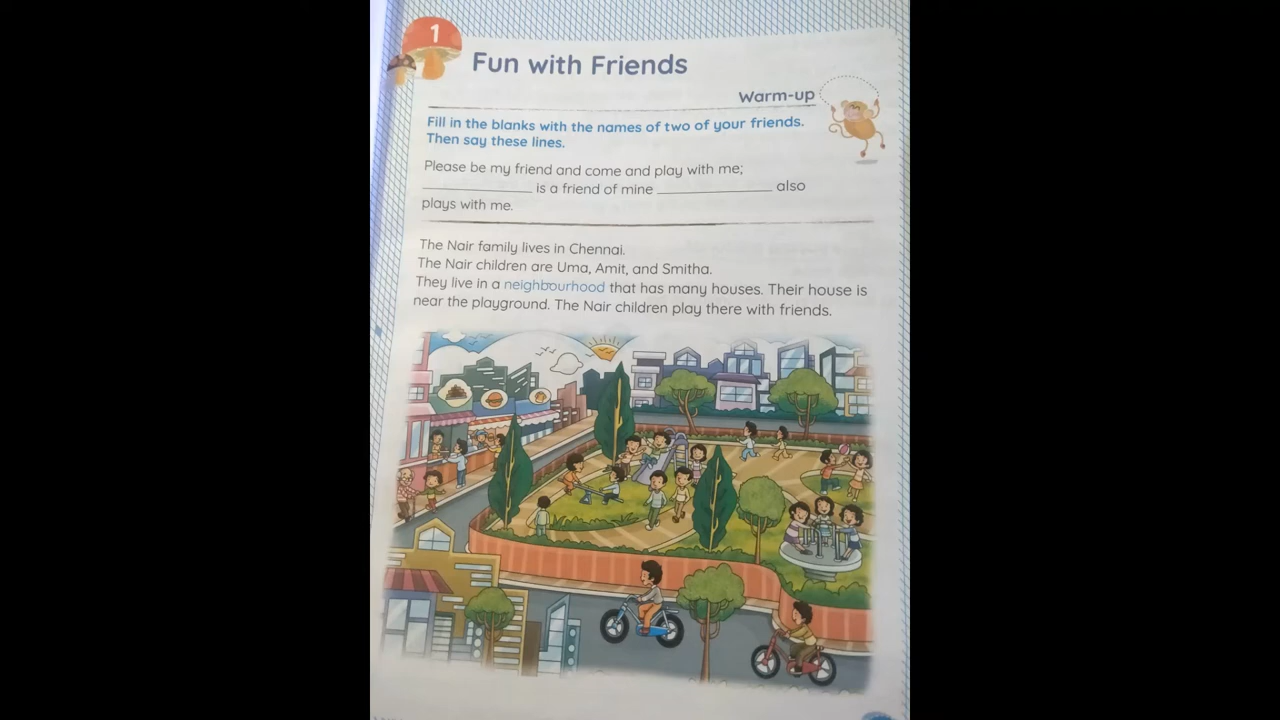 1
Fun with Friends
Warm-up
Fill in the blanks with the names of two of your friends.
Then say these lines.
Please be my friend and come and play with me;
______________ is a friend of mine ______________ also
plays with me.
The Nair family lives in Chennai.
The Nair children are Uma, Amit, and Smitha.
They live in a neighbourhood that has many houses. Their house is
near the playground. The Nair children play there with friends.